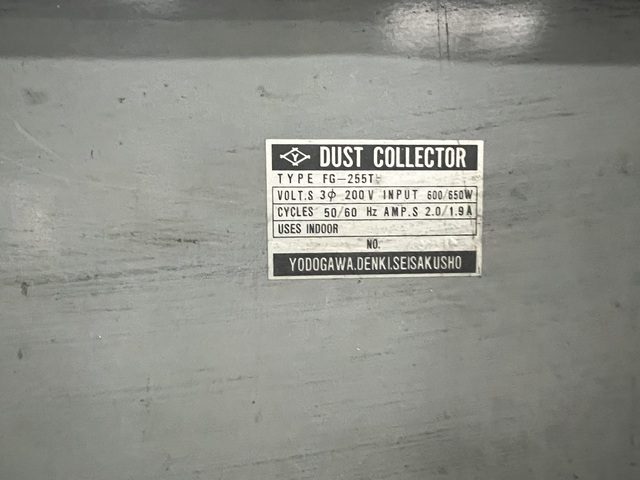 Y DUST COLLECTOR
TYPE FG-255T
VOLT.S 3φ 200V INPUT 600/650W
CYCLES 50/60 Hz AMP.S 2.0/1.9A
USES INDOOR
NO.
YODOGAWA.DENKI.SEISAKUSHO